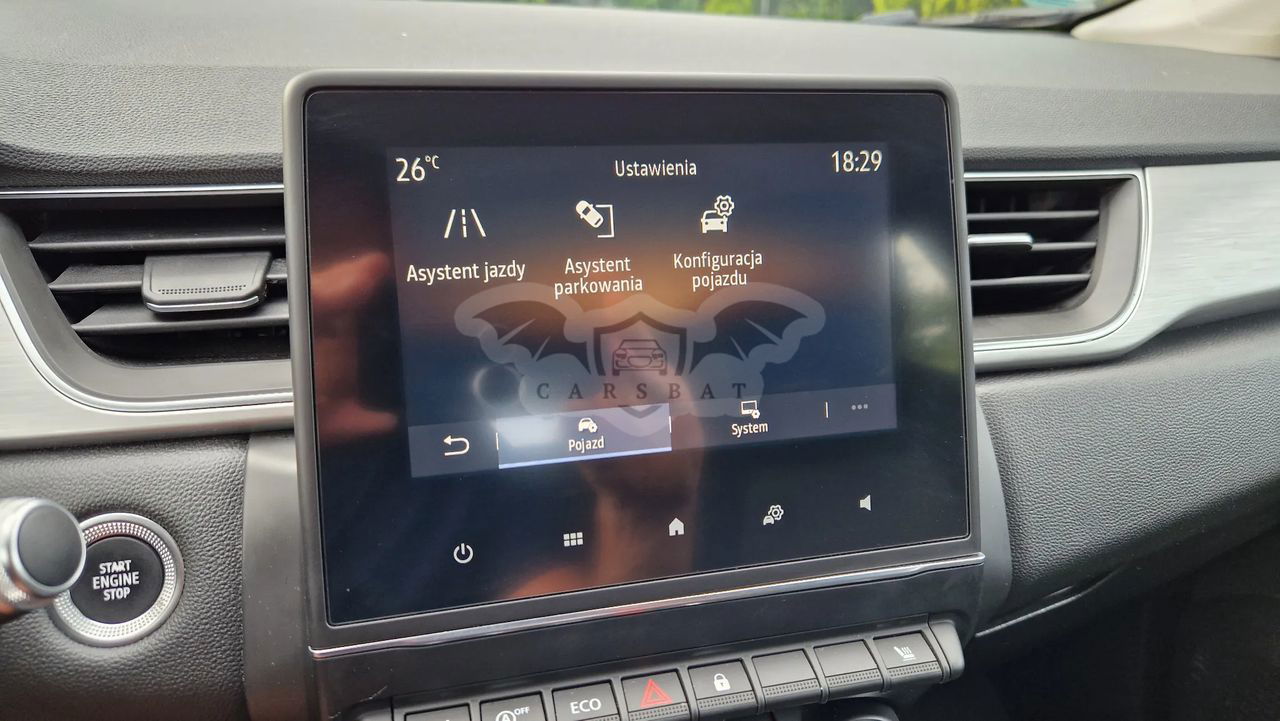 26°C
Ustawienia
18:29
Asystent jazdy
Asystent
parkowania
Konfiguracja
pojazdu
CARSBAT
Pojazd
System
START
ENGINE
STOP
A OFF
ECO